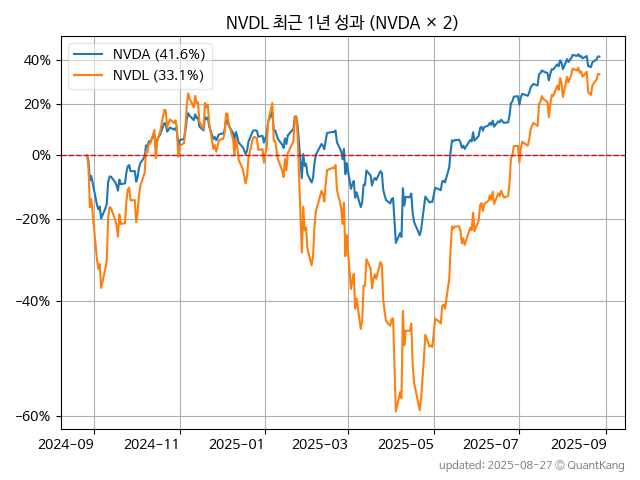 NVDL 최근 1년 성과 (NVDA × 2)
NVDA (41.6%)
NVDL (33.1%)
40%
20%
0%
−20%
−40%
−60%
2024-09 2024-11 2025-01 2025-03 2025-05 2025-07 2025-09
updated: 2025-08-27 © QuantKang